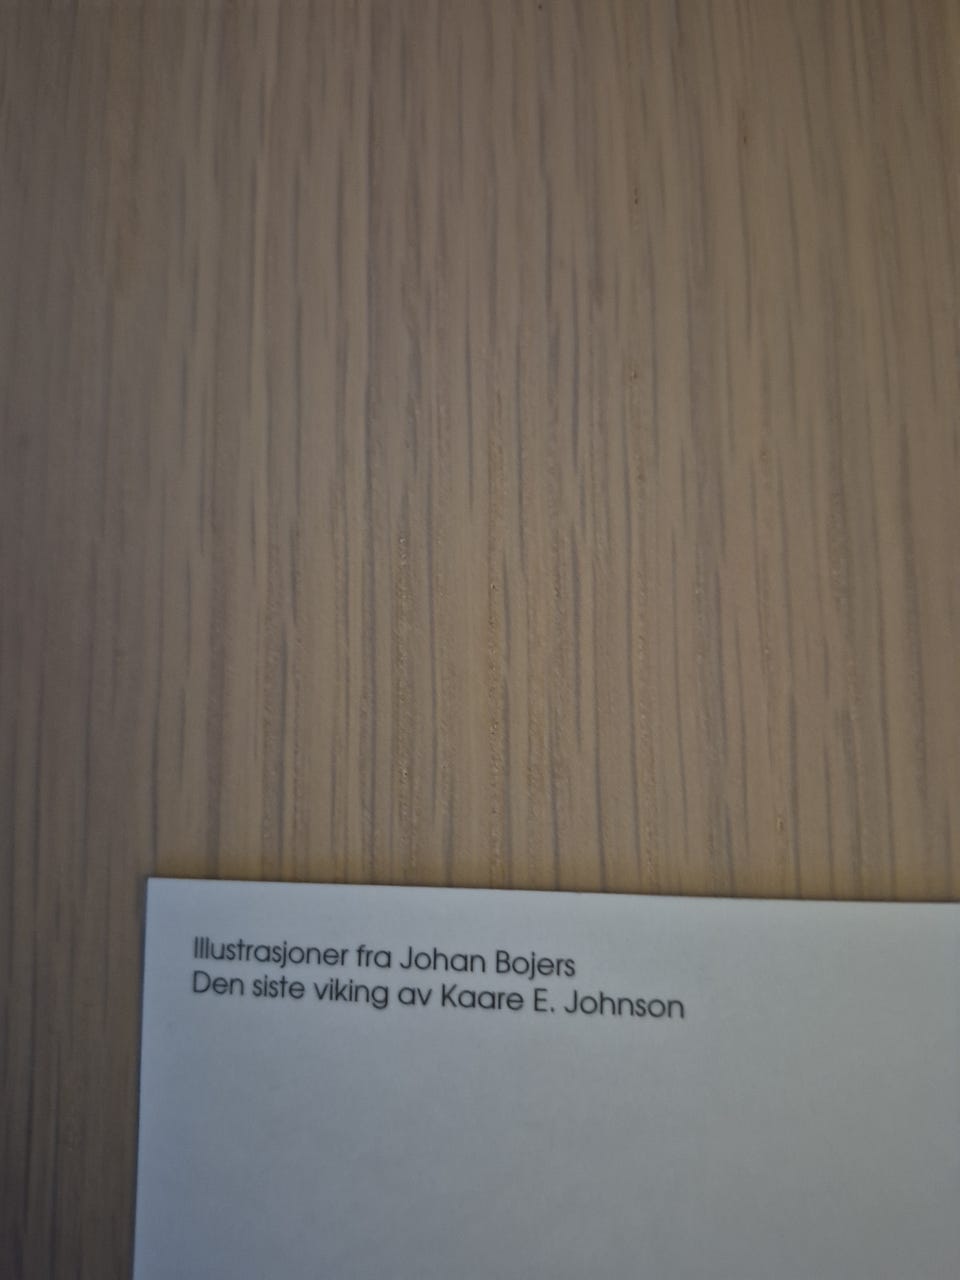 Illustrasjoner fra Johan Bojers
Den siste viking av Kaare E. Johnson